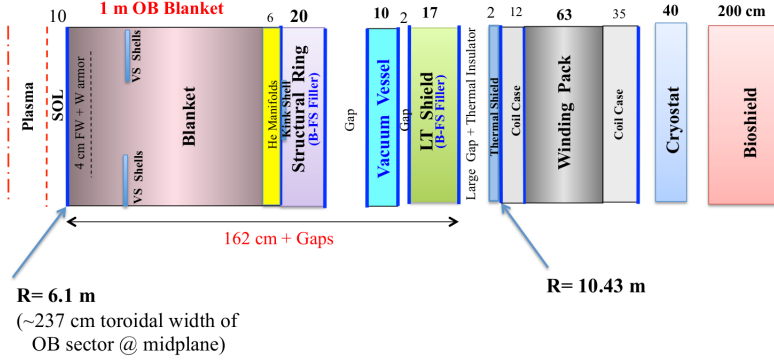 1 m OB Blanket
10
6
20
10
2
17
2
12
63
35
40
200 cm
Plasma
SOL
4 cm FW + W armor
VS Shells
VS Shells
Blanket
He Manifolds
Kink Shell
Structural Ring
(B-FS Filler)
Gap
Vacuum Vessel
Gap
LT Shield
(B-FS Filler)
Large Gap + Thermal Insulator
Thermal Shield
Coil Case
Winding Pack
Coil Case
Cryostat
Bioshield
162 cm + Gaps
R= 6.1 m
(~237 cm toroidal width of
OB sector @ midplane)
R= 10.43 m